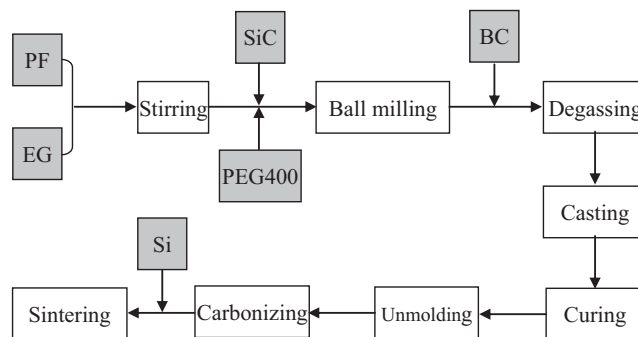 PF
SiC
BC
Stirring
Ball milling
Degassing
EG
PEG400
Casting
Si
Sintering
Carbonizing
Unmolding
Curing